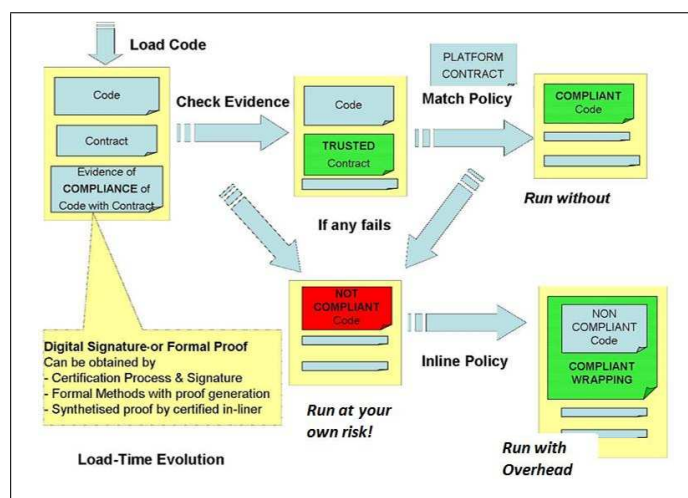 Load Code
Code
Contract
Evidence of
COMPLIANCE of
Code with Contract
Check Evidence
Code
TRUSTED
Contract
PLATFORM
CONTRACT
Match Policy
COMPLIANT
Code
Run without
If any fails
NOT
COMPLIANT
Code
Run at your
own risk!
Inline Policy
NON
COMPLIANT
Code
COMPLIANT
WRAPPING
Run with
Overhead
Digital Signature or Formal Proof
Can be obtained by
- Certification Process & Signature
- Formal Methods with proof generation
- Synthetised proof by certified in-liner
Load-Time Evolution